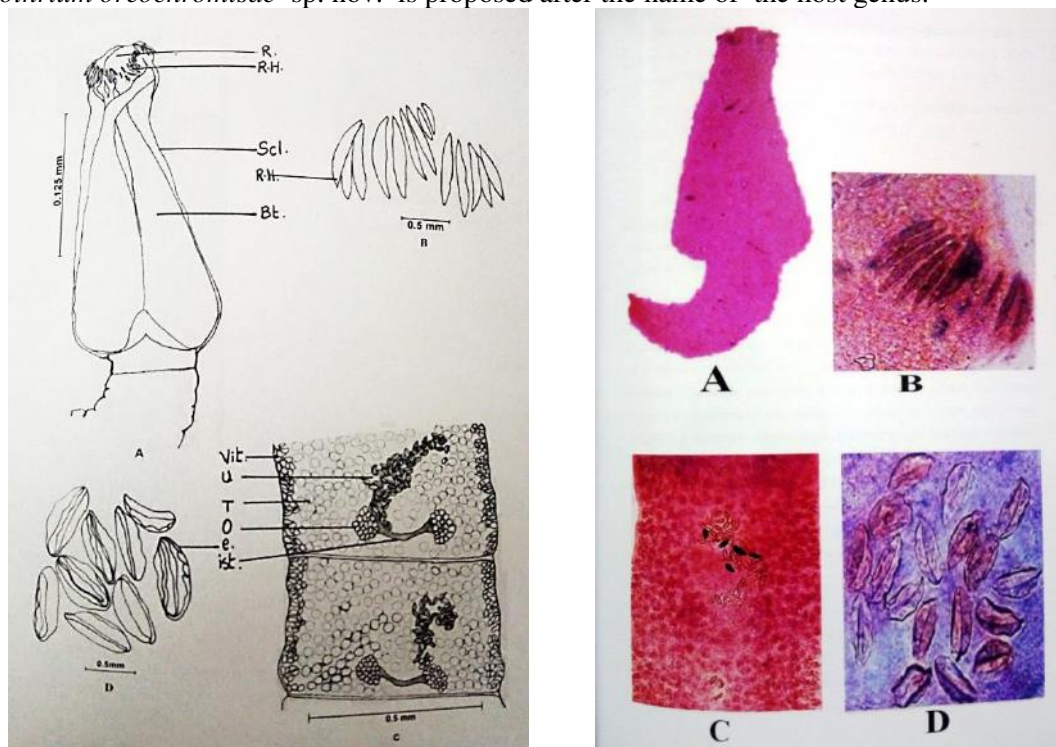 oreochromisae" sp. nov. Is proposed after the name of the host genus.
R.
R.H.
Scl.
R.H.
Bt.
0.125 mm
0.5 mm
B
A
Vit.
U
T
O
e.
ist.
0.5mm
D
0.5 mm
C
A
B
C
D